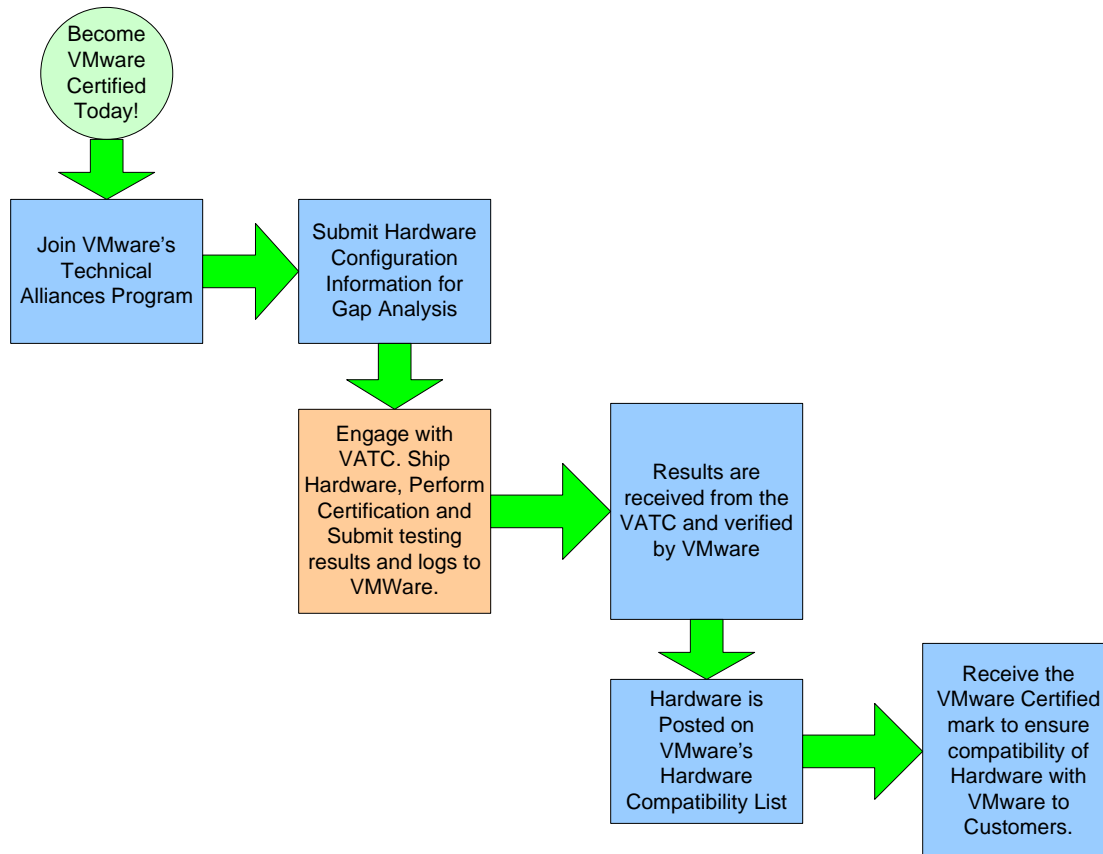 Become
VMware
Certified
Today!
Join VMware’s
Technical
Alliances Program
Submit Hardware
Configuration
Information for
Gap Analysis
Engage with
VATC. Ship
Hardware, Perform
Certification and
Submit testing
results and logs to
VMWare.
Results are
received from the
VATC and verified
by VMware
Hardware is
Posted on
VMware’s
Hardware
Compatibility List
Receive the
VMware Certified
mark to ensure
compatibility of
Hardware with
VMware to
Customers.